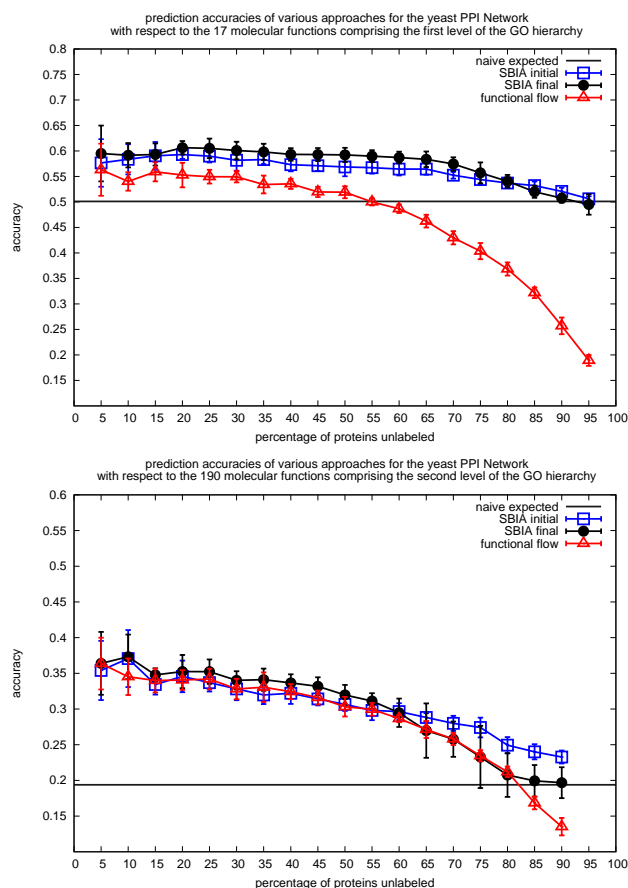 prediction accuracies of various approaches for the yeast PPI Network
with respect to the 17 molecular functions comprising the first level of the GO hierarchy
naive expected
SBIA initial
SBIA final
functional flow
accuracy
0.8
0.75
0.7
0.65
0.6
0.55
0.5
0.45
0.4
0.35
0.3
0.25
0.2
0.15
5 10 15 20 25 30 35 40 45 50 55 60 65 70 75 80 85 90 95
percentage of proteins unlabeled
prediction accuracies of various approaches for the yeast PPI Network
with respect to the 190 molecular functions comprising the second level of the GO hierarchy
naive expected
SBIA initial
SBIA final
functional flow
accuracy
0.6
0.55
0.5
0.45
0.4
0.35
0.3
0.25
0.2
0.15
5 10 15 20 25 30 35 40 45 50 55 60 65 70 75 80 85 90 95
percentage of proteins unlabeled